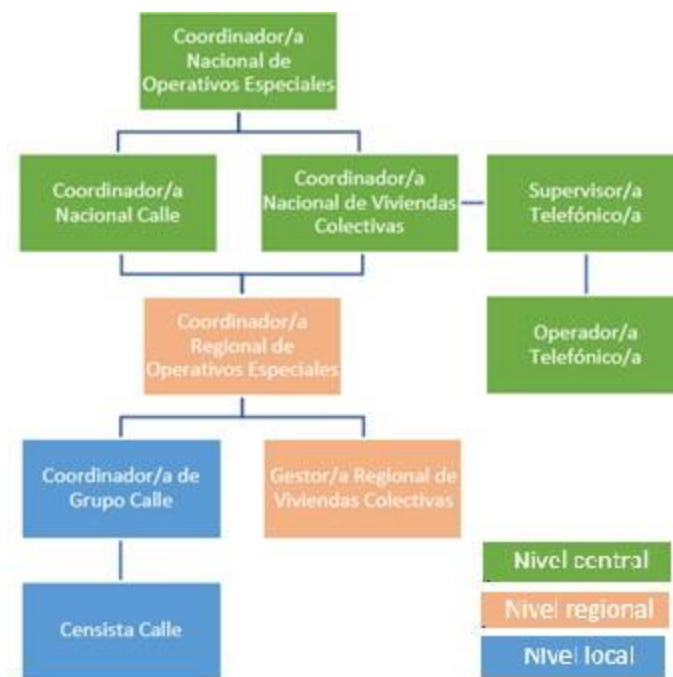 Coordinador/a
Nacional de
Operativos Especiales
Coordinador/a
Nacional Calle
Coordinador/a
Nacional de Viviendas
Colectivas
Supervisor/a
Telefónico/a
Coordinador/a
Regional de
Operativos Especiales
Operador/a
Telefónico/a
Coordinador/a de
Grupo Calle
Gestor/a Regional de
Viviendas Colectivas
Censista Calle
Nivel central
Nivel regional
NIvel local